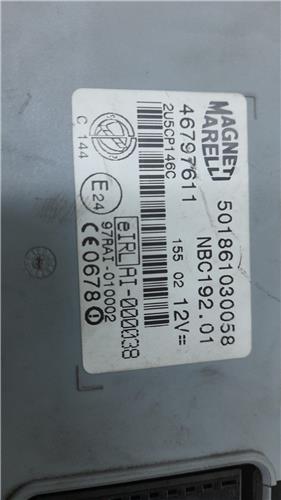 MAGNETI
MARELLI
501861030058
NBC192.01
46797611
2U5CP146C
155 02 12V
C 144
E24
eIRL AI-000038
97RAI-010002
CE0678